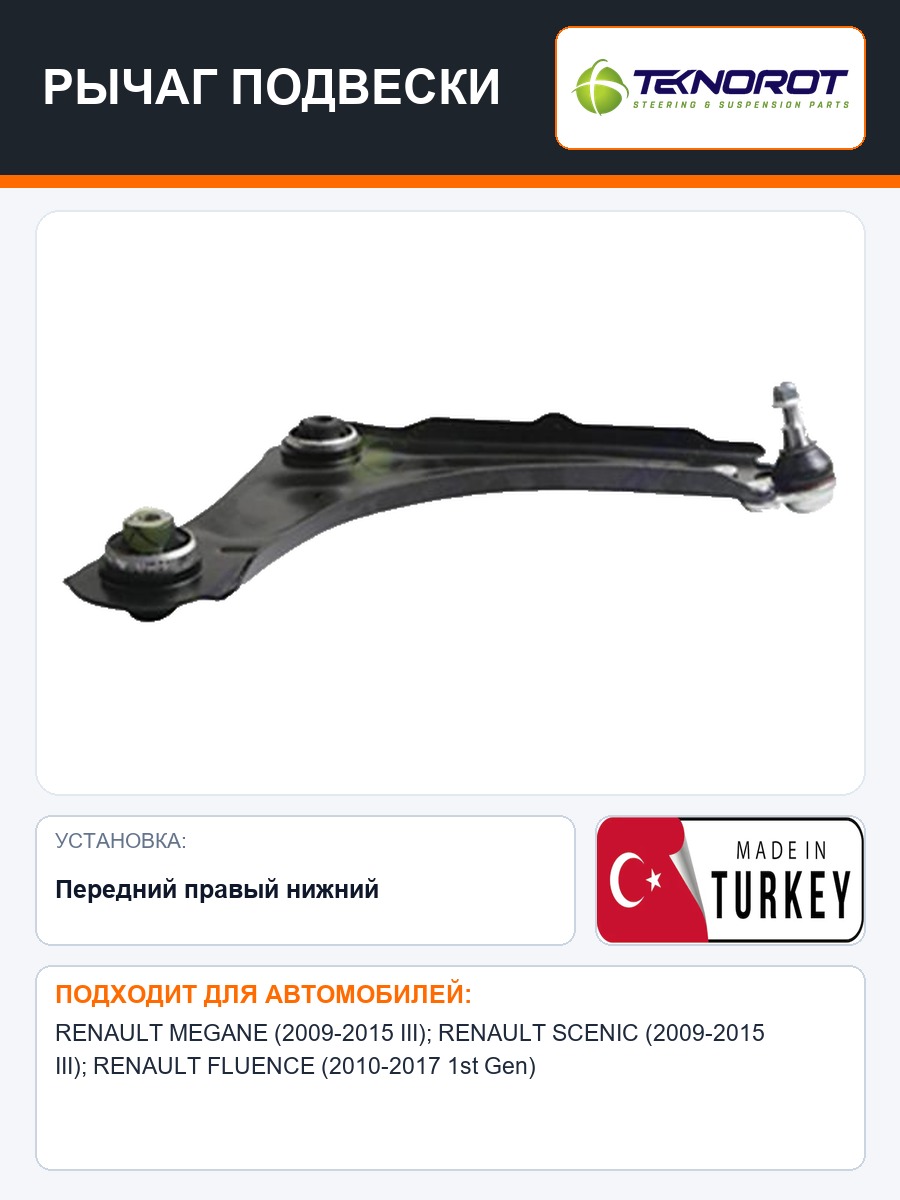 РЫЧАГ ПОДВЕСКИ
TEKNOROT
STEERING & SUSPENSION PARTS
УСТАНОВКА:
Передний правый нижний
MADE IN
TURKEY
ПОДХОДИТ ДЛЯ АВТОМОБИЛЕЙ:
RENAULT MEGANE (2009-2015 III); RENAULT SCENIC (2009-2015
III); RENAULT FLUENCE (2010-2017 1st Gen)